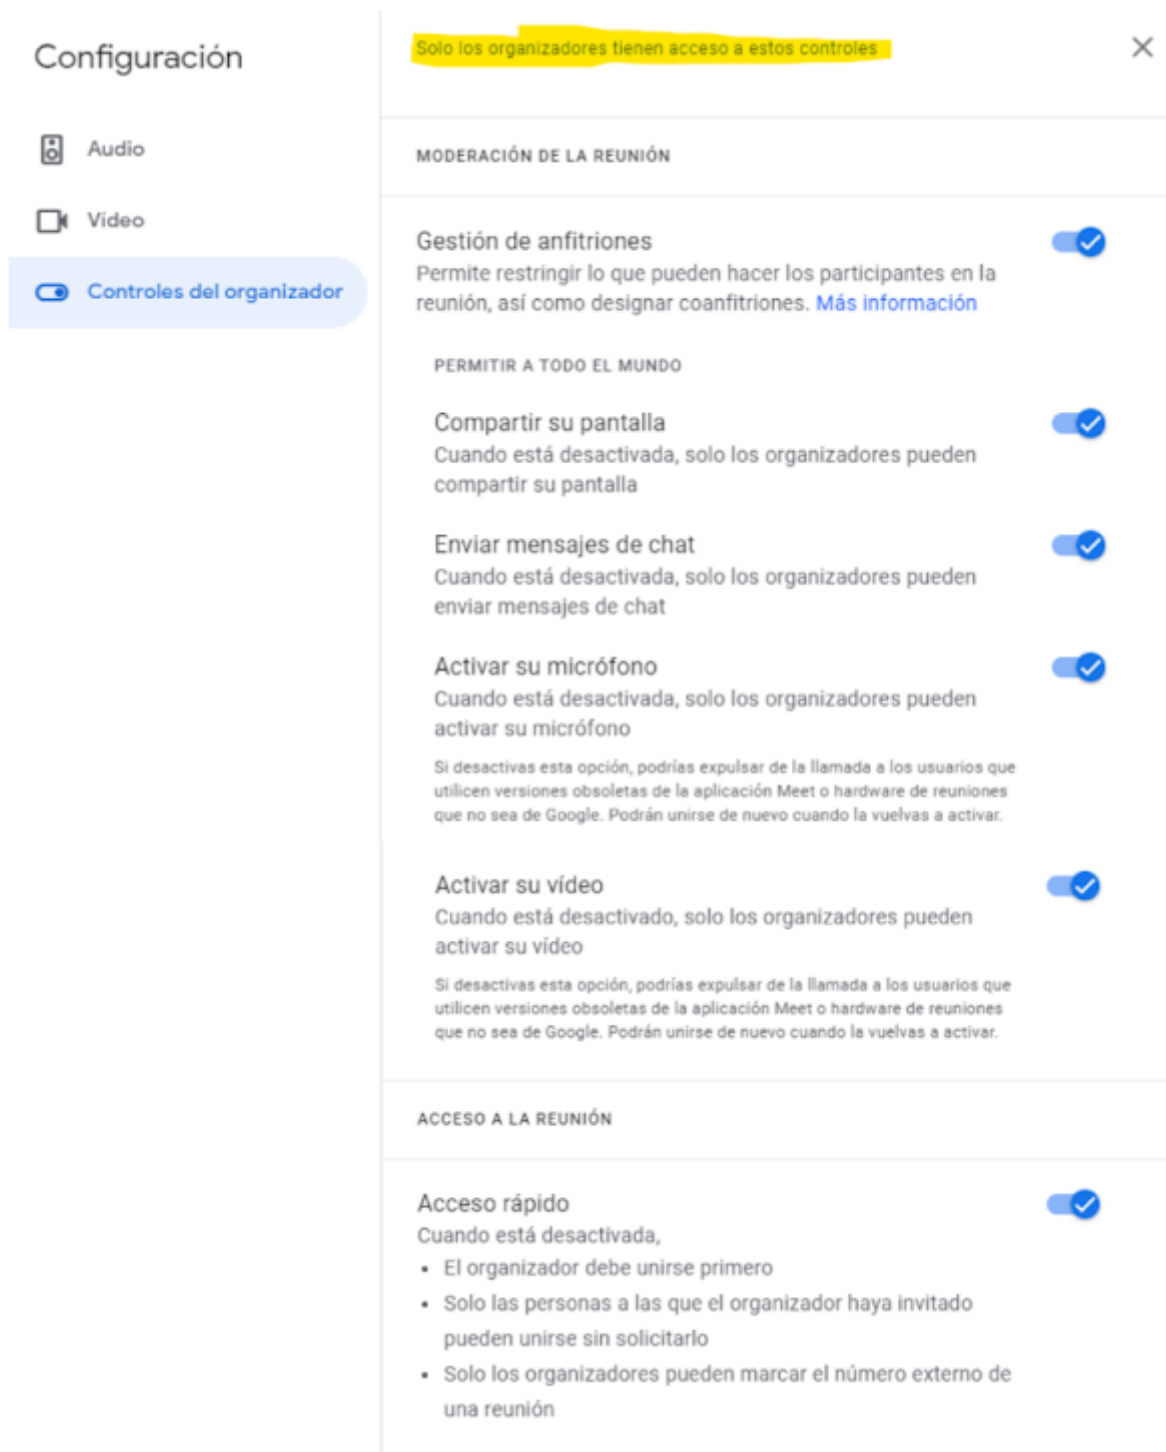 Configuración
Audio
Vídeo
Controles del organizador
Solo los organizadores tienen acceso a estos controles
MODERACIÓN DE LA REUNIÓN
Gestión de anfitriones
Permite restringir lo que pueden hacer los participantes en la
reunión, así como designar coanfitriones. Más información
PERMITIR A TODO EL MUNDO
Compartir su pantalla
Cuando está desactivada, solo los organizadores pueden
compartir su pantalla
Enviar mensajes de chat
Cuando está desactivada, solo los organizadores pueden
enviar mensajes de chat
Activar su micrófono
Cuando está desactivada, solo los organizadores pueden
activar su micrófono
Si desactivas esta opción, podrías expulsar de la llamada a los usuarios que
utilicen versiones obsoletas de la aplicación Meet o hardware de reuniones
que no sea de Google. Podrán unirse de nuevo cuando la vuelvas a activar.
Activar su vídeo
Cuando está desactivado, solo los organizadores pueden
activar su vídeo
Si desactivas esta opción, podrías expulsar de la llamada a los usuarios que
utilicen versiones obsoletas de la aplicación Meet o hardware de reuniones
que no sea de Google. Podrán unirse de nuevo cuando la vuelvas a activar.
ACCESO A LA REUNIÓN
Acceso rápido
Cuando está desactivada,
• El organizador debe unirse primero
• Solo las personas a las que el organizador haya invitado
pueden unirse sin solicitarlo
• Solo los organizadores pueden marcar el número externo de
una reunión